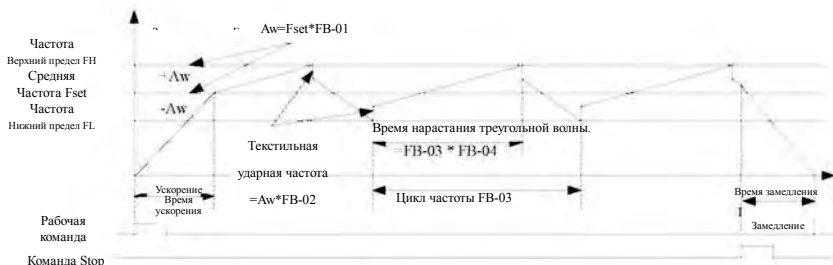 Aw=Fset*FB-01
Частота
Верхний предел FH
Средняя
+Aw
Частота Fset
Частота
-Aw
Нижний предел FL
Время нарастания треугольной волны.
=FB-03 * FB-04
Текстильная
ударная частота
=Aw*FB-02
Цикл частоты FB-03
Ускорение
Время
ускорения
Время замедления
Замедление
Рабочая
команда
Команда Stop